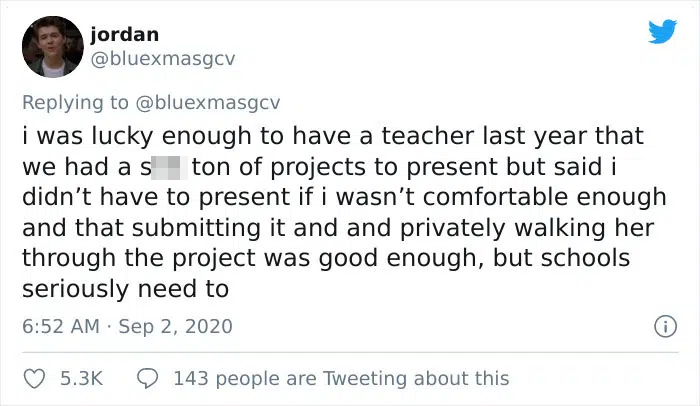 jordan
@bluexmasgcv
Replying to @bluexmasgcv
i was lucky enough to have a teacher last year that
we had a s ton of projects to present but said i
didn’t have to present if i wasn’t comfortable enough
and that submitting it and and privately walking her
through the project was good enough, but schools
seriously need to
6:52 AM · Sep 2, 2020
5.3K 143 people are Tweeting about this